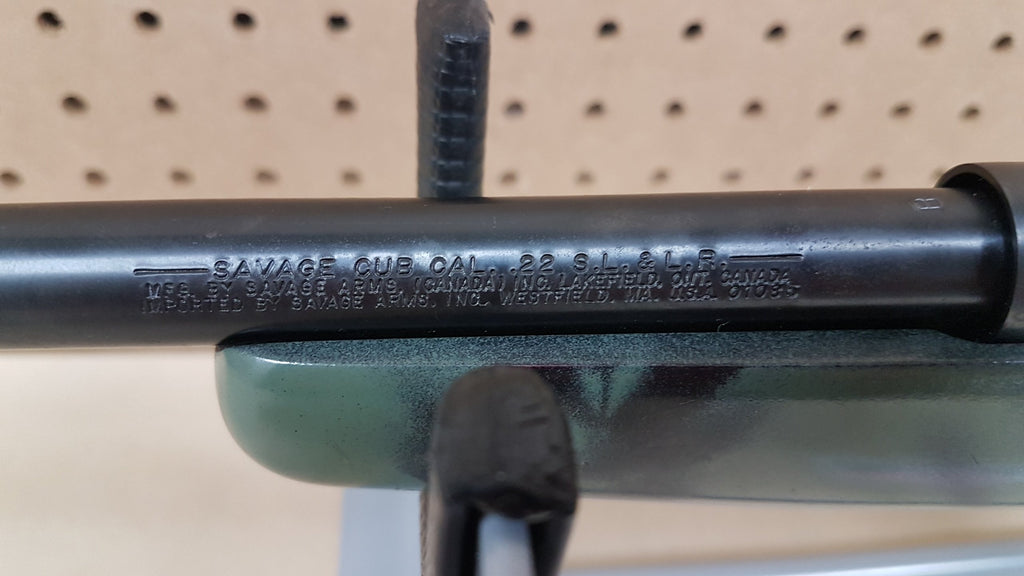 SAVAGE CUB CAL. .22 S.L. & L.R.
MFG. BY SAVAGE ARMS, (CANADA) INC. LAKEFIELD, ONT. CANADA
IMPORTED BY SAVAGE ARMS, INC. WESTFIELD, MA. U.S.A. 01085